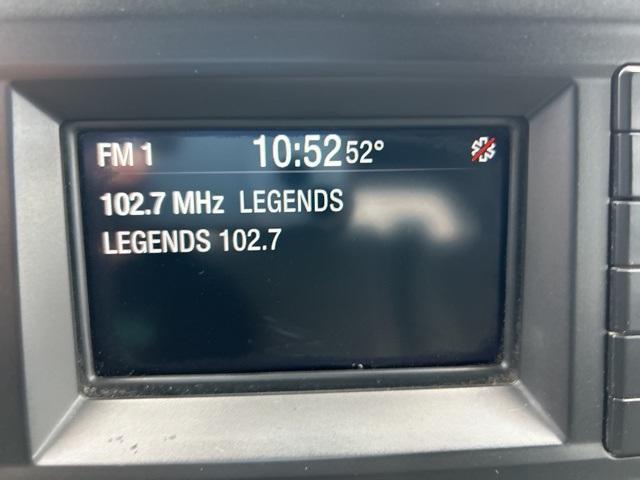 FM 1 10:52 52°
102.7 MHz LEGENDS
LEGENDS 102.7